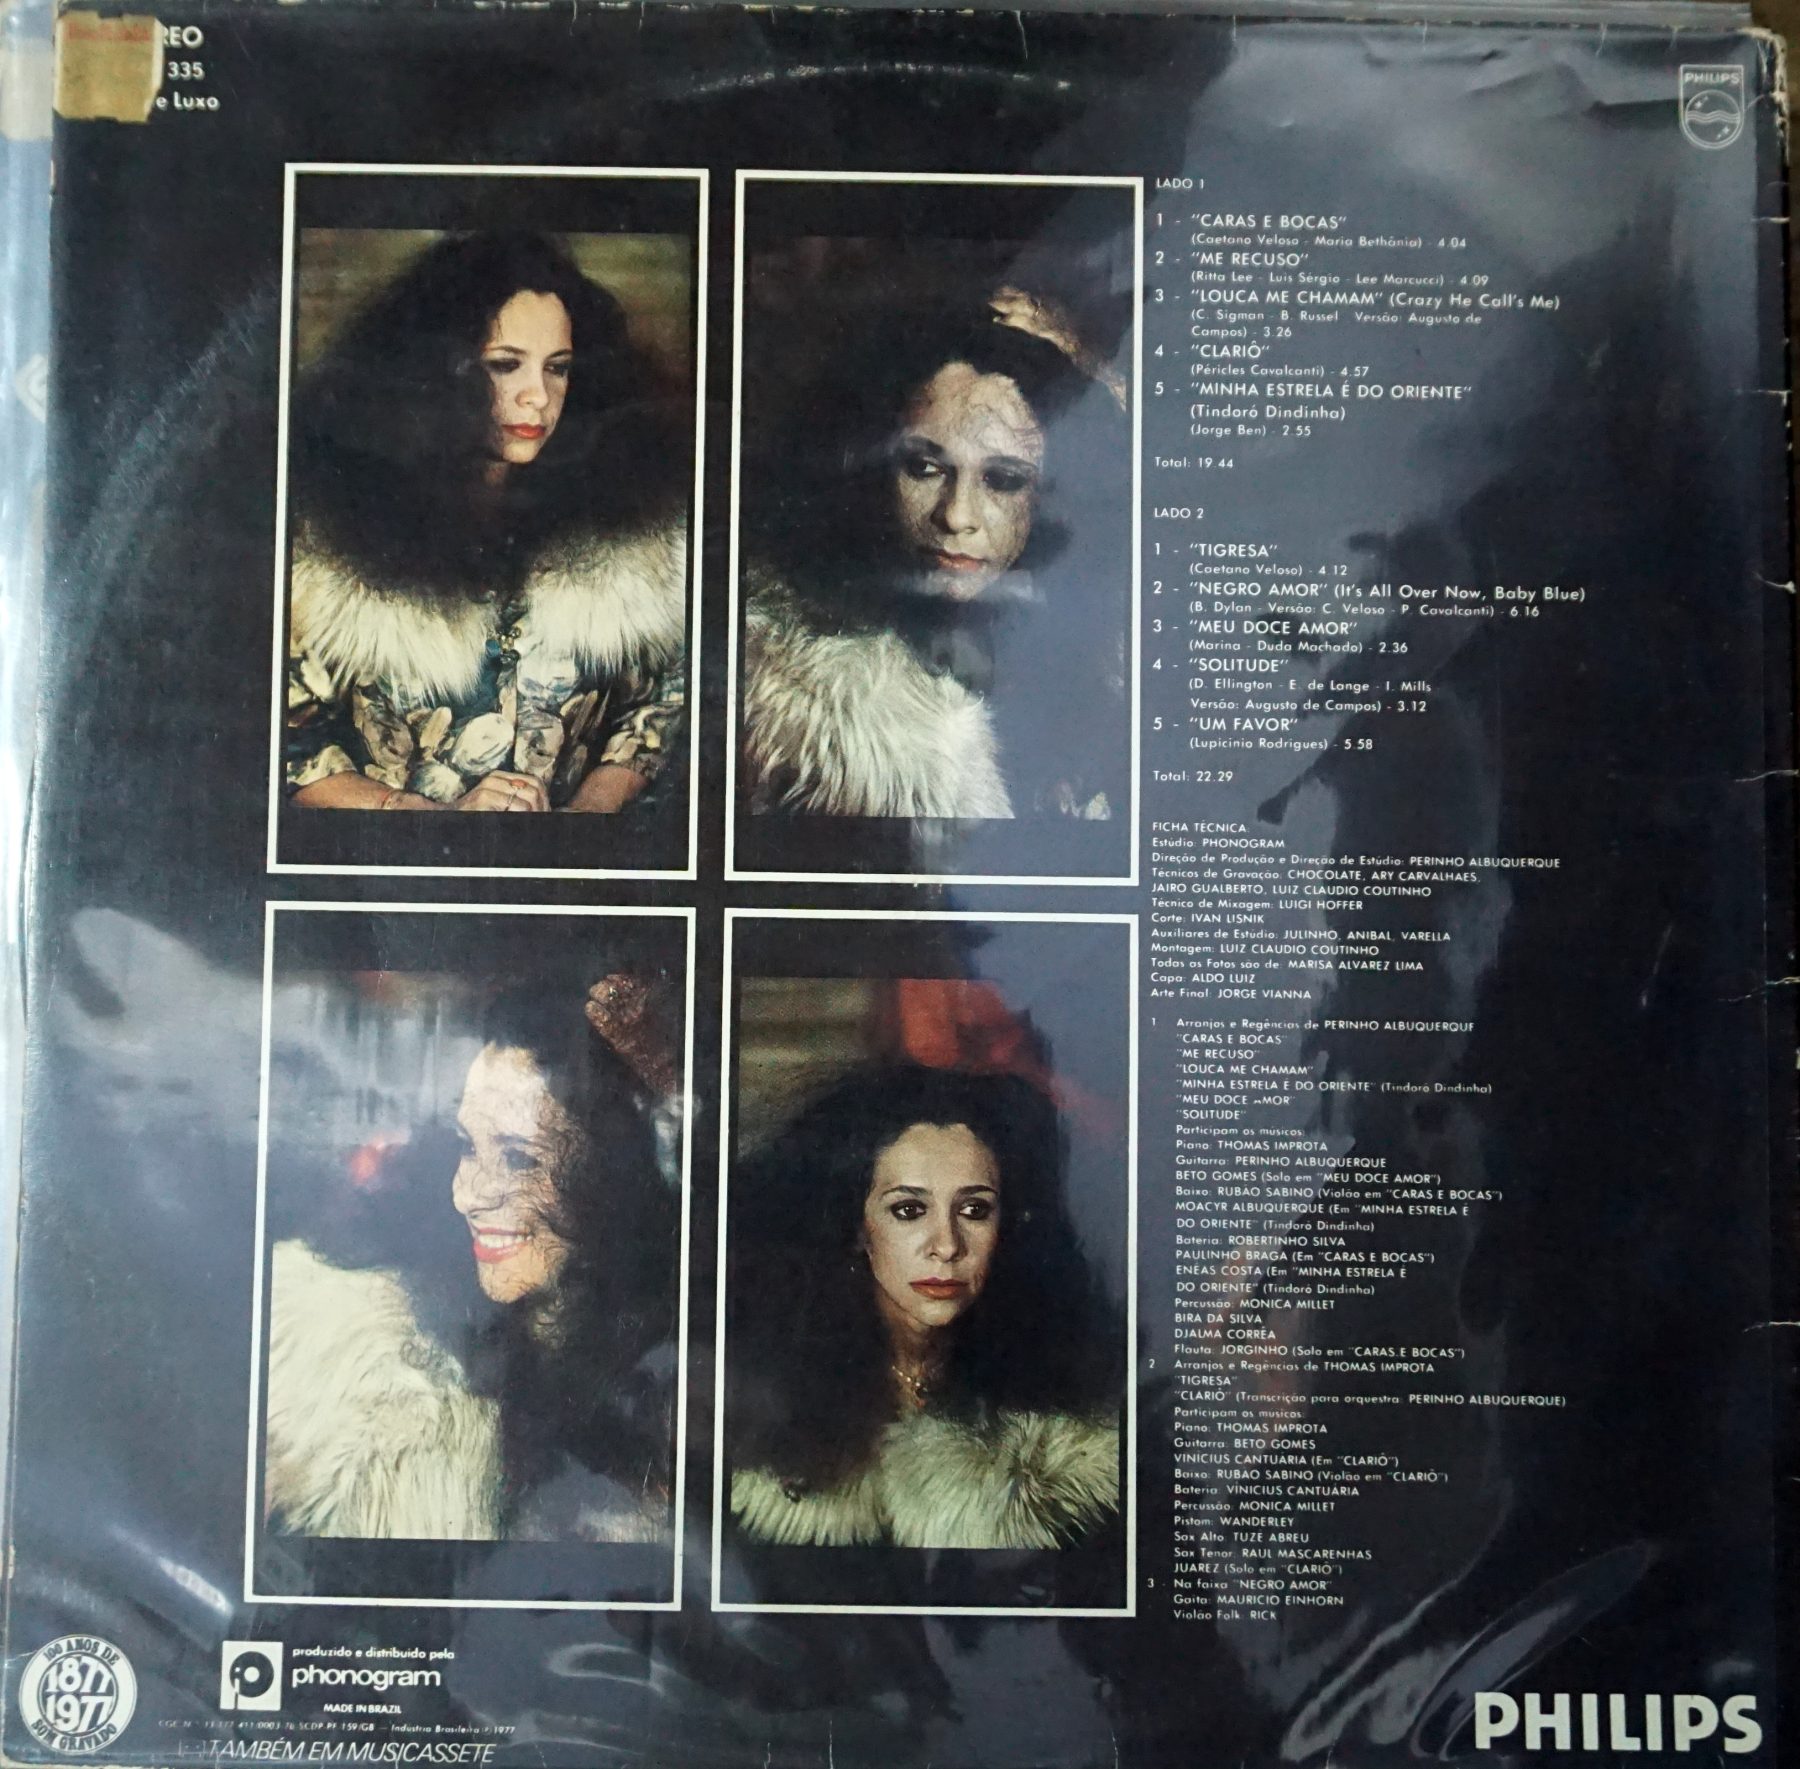 REO
335
e Luxo
PHILIPS
LADO 1
1 - "CARAS E BOCAS"
(Caetano Veloso - Maria Bethânia) - 4.04
2 - "ME RECUSO"
(Ritta Lee - Luis Sérgio - Lee Marcucci) - 4.09
3 - "LOUCA ME CHAMAM" (Crazy He Call's Me)
(C. Sigman - B. Russel Versão: Augusto de
Campos) - 3.26
4 - "CLARIÔ"
(Péricles Cavalcanti) - 4.57
5 - "MINHA ESTRELA É DO ORIENTE"
(Tindoró Dindinha)
(Jorge Ben) - 2.55
Total: 19.44
LADO 2
1 - "TIGRESA"
(Caetano Veloso) - 4.12
2 - "NEGRO AMOR" (It's All Over Now, Baby Blue)
(B. Dylan - Versão: C. Veloso - P. Cavalcanti) - 6.16
3 - "MEU DOCE AMOR"
(Marina - Duda Machado) - 2.36
4 - "SOLITUDE"
(D. Ellington - E. de Lange - I. Mills
Versão: Augusto de Campos) - 3.12
5 - "UM FAVOR"
(Lupicinio Rodrigues) - 5.58
Total: 22.29
FICHA TÉCNICA:
Estúdio: PHONOGRAM
Direção de Produção e Direção de Estúdio: PERINHO ALBUQUERQUE
Técnicos de Gravação: CHOCOLATE, ARY CARVALHAES,
JAIRO GUALBERTO, LUIZ CLAUDIO COUTINHO
Técnico de Mixagem: LUIGI HOFFER
Corte: IVAN LISNIK
Auxiliares de Estúdio: JULINHO, ANIBAL, VARELLA
Montagem: LUIZ CLAUDIO COUTINHO
Todas as Fotos são de: MARISA ALVAREZ LIMA
Capa: ALDO LUIZ
Arte Final: JORGE VIANNA
1 Arranjos e Regências de PERINHO ALBUQUERQUE
"CARAS E BOCAS"
"ME RECUSO"
"LOUCA ME CHAMAM"
"MINHA ESTRELA É DO ORIENTE" (Tindoró Dindinha)
"MEU DOCE AMOR"
"SOLITUDE"
Participam os músicos:
Piano: THOMAS IMPROTA
Guitarra: PERINHO ALBUQUERQUE
BETO GOMES (Solo em "MEU DOCE AMOR")
Baixo: RUBÃO SABINO (Violão em "CARAS E BOCAS")
MOACYR ALBUQUERQUE (Em "MINHA ESTRELA É
DO ORIENTE" (Tindoró Dindinha)
Bateria: ROBERTINHO SILVA
PAULINHO BRAGA (Em "CARAS E BOCAS")
ENÉAS COSTA (Em "MINHA ESTRELA É
DO ORIENTE" (Tindoró Dindinha)
Percussão: MONICA MILLET
BIRA DA SILVA
DJALMA CORRÊA
Flauta: JORGINHO (Solo em "CARAS E BOCAS")
2 Arranjos e Regências de THOMAS IMPROTA
"TIGRESA"
"CLARIÔ" (Transcrição para orquestra: PERINHO ALBUQUERQUE)
Participam os músicos:
Piano: THOMAS IMPROTA
Guitarra: BETO GOMES
VINÍCIUS CANTUÁRIA (Em "CLARIÔ")
Baixo: RUBÃO SABINO (Violão em "CLARIÔ")
Bateria: VINÍCIUS CANTUÁRIA
Percussão: MONICA MILLET
Pistom: WANDERLEY
Sax Alto: TUZE ABREU
Sax Tenor: RAUL MASCARENHAS
JUAREZ (Solo em "CLARIÔ")
3 - Na faixa "NEGRO AMOR"
Gaita: MAURICIO EINHORN
Violão Folk: RICK
100 ANOS DE
1877
1977
SOM GRAVADO
produzido e distribuído pela
phonogram
MADE IN BRAZIL
SCDP-PF-159/GB — Indústria Brasileira (P) 1977
TAMBÉM EM MUSICASSETE
PHILIPS